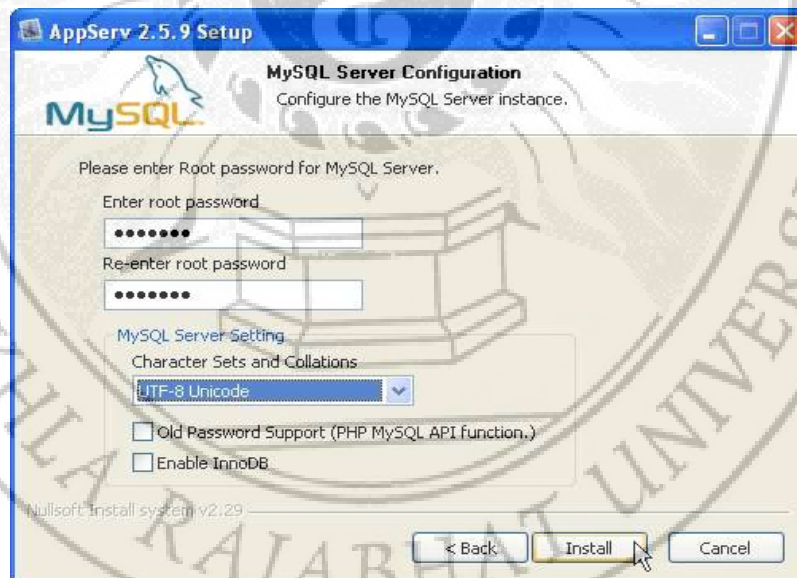 AppServ 2.5.9 Setup
MySQL Server Configuration
Configure the MySQL Server instance.
MySQL
Please enter Root password for MySQL Server.
Enter root password
•••••••
Re-enter root password
•••••••
MySQL Server Setting
Character Sets and Collations
UTF-8 Unicode
Old Password Support (PHP MySQL API function.)
Enable InnoDB
Nullsoft Install system v2.29
< Back
Install
Cancel
RAJABHAT